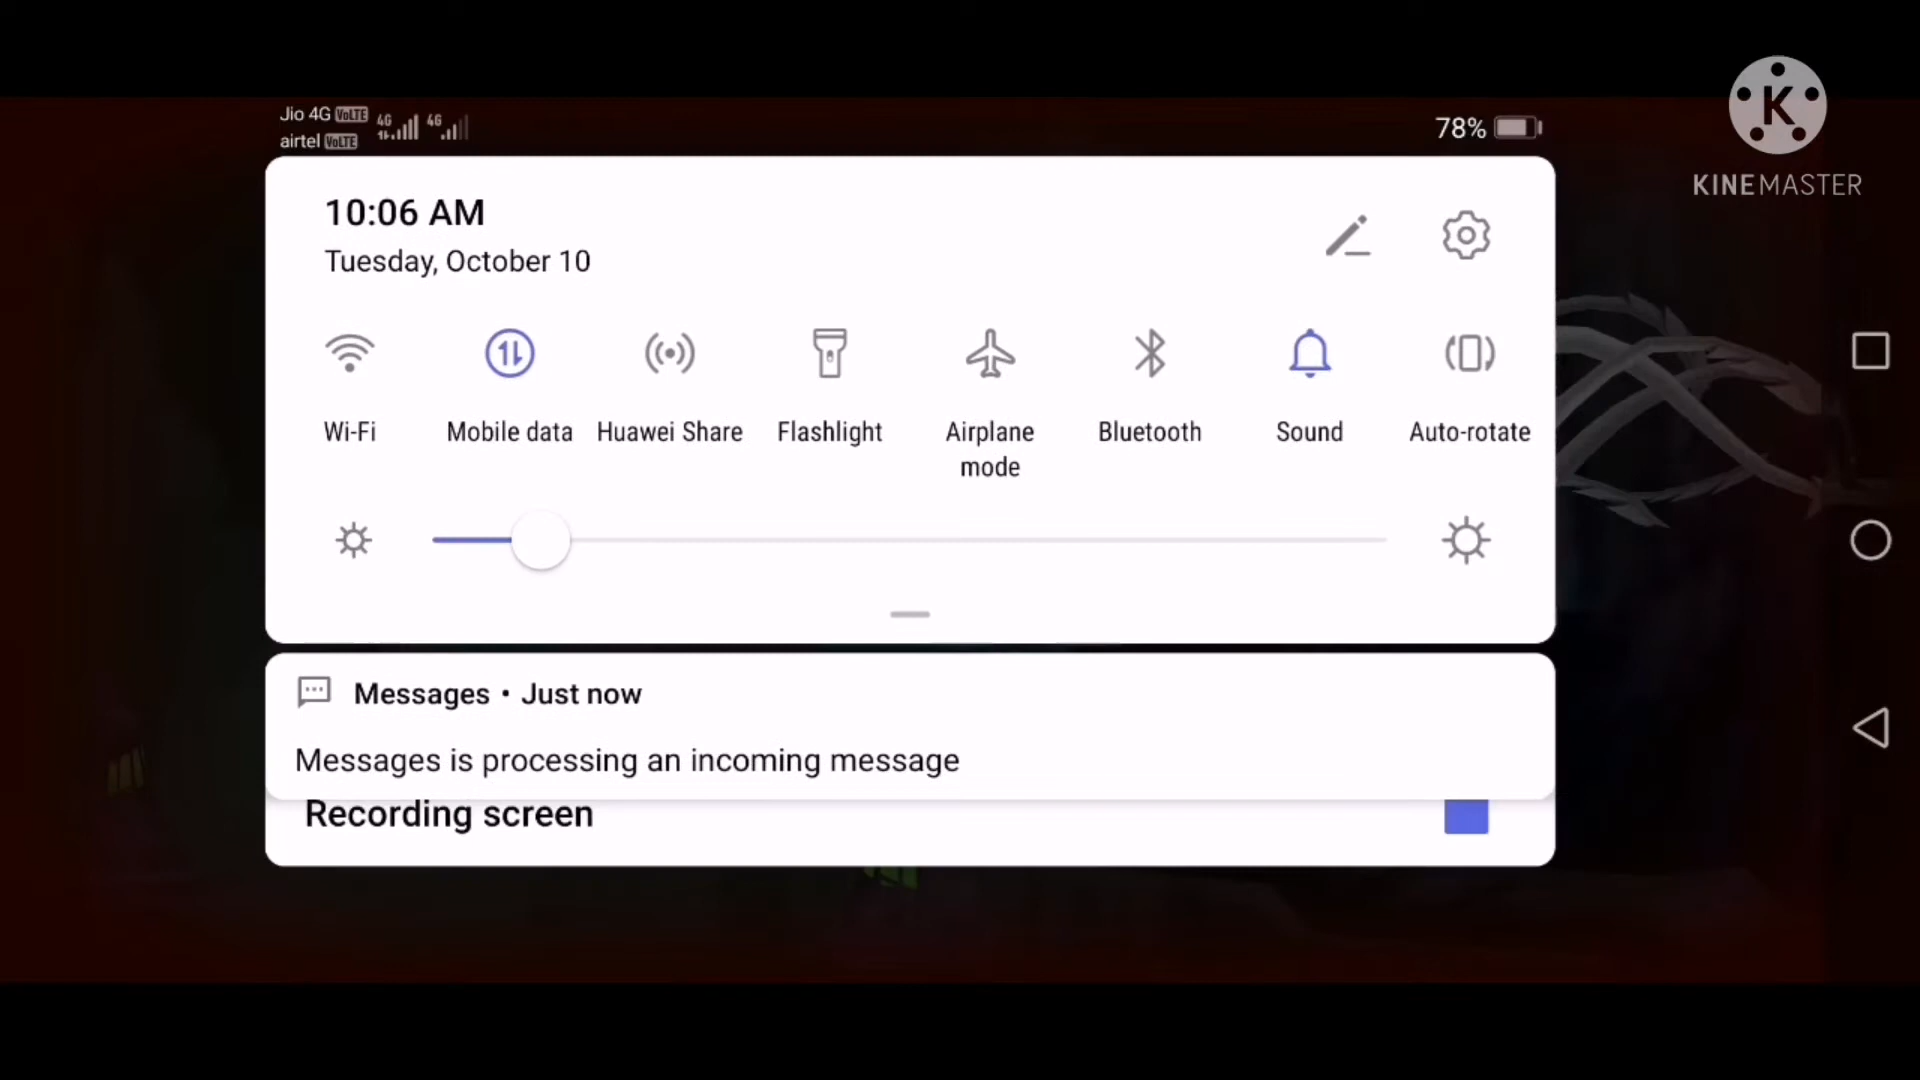 Jio 4G VoLTE
airtel VoLTE
4G
4G
78%
K
KINEMASTER
10:06 AM
Tuesday, October 10
Wi-Fi
Mobile data
Huawei Share
Flashlight
Airplane
mode
Bluetooth
Sound
Auto-rotate
Messages • Just now
Messages is processing an incoming message
Recording screen